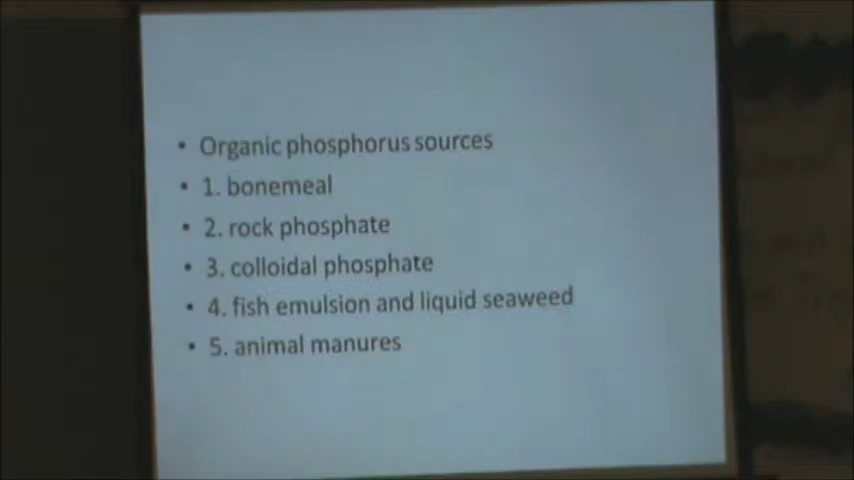 • Organic phosphorus sources
• 1. bonemeal
• 2. rock phosphate
• 3. colloidal phosphate
• 4. fish emulsion and liquid seaweed
• 5. animal manures